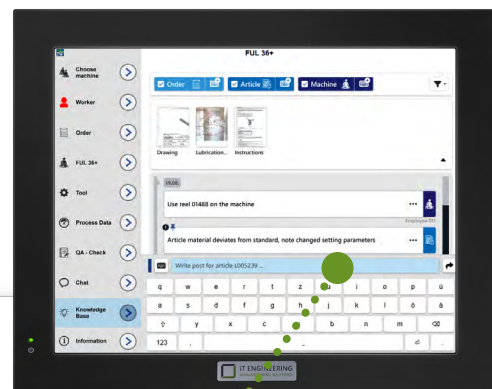 FUL 36+
Choose
machine
Worker
Order
FUL 36+
Tool
Process Data
QA - Check
Chat
Knowledge
Base
Information
Order
Article
Machine
Drawing
Lubrication...
Instructions
Use reel 01488 on the machine
Article material deviates from standard, note changed setting parameters
Write post for article L005239 ...
q w e r t z u i o p ü
a s d f g h j k l ö ä
y x c b n m
123 , - .
iT ENGINEERING